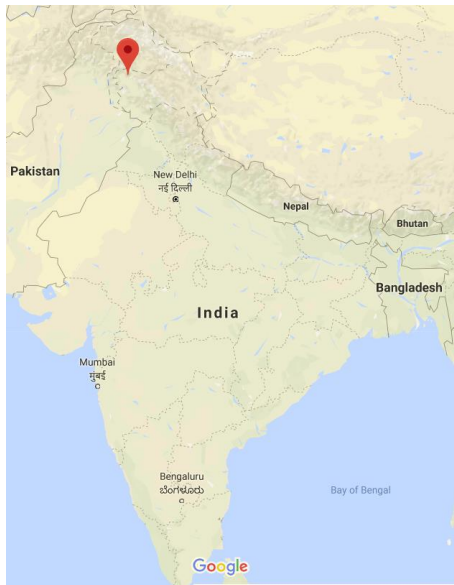 Pakistan
New Delhi
नई दिल्ली
Nepal
Bhutan
Bangladesh
India
Mumbai
मुंबई
Bengaluru
ಬೆಂಗಳೂರು
Bay of Bengal
Google